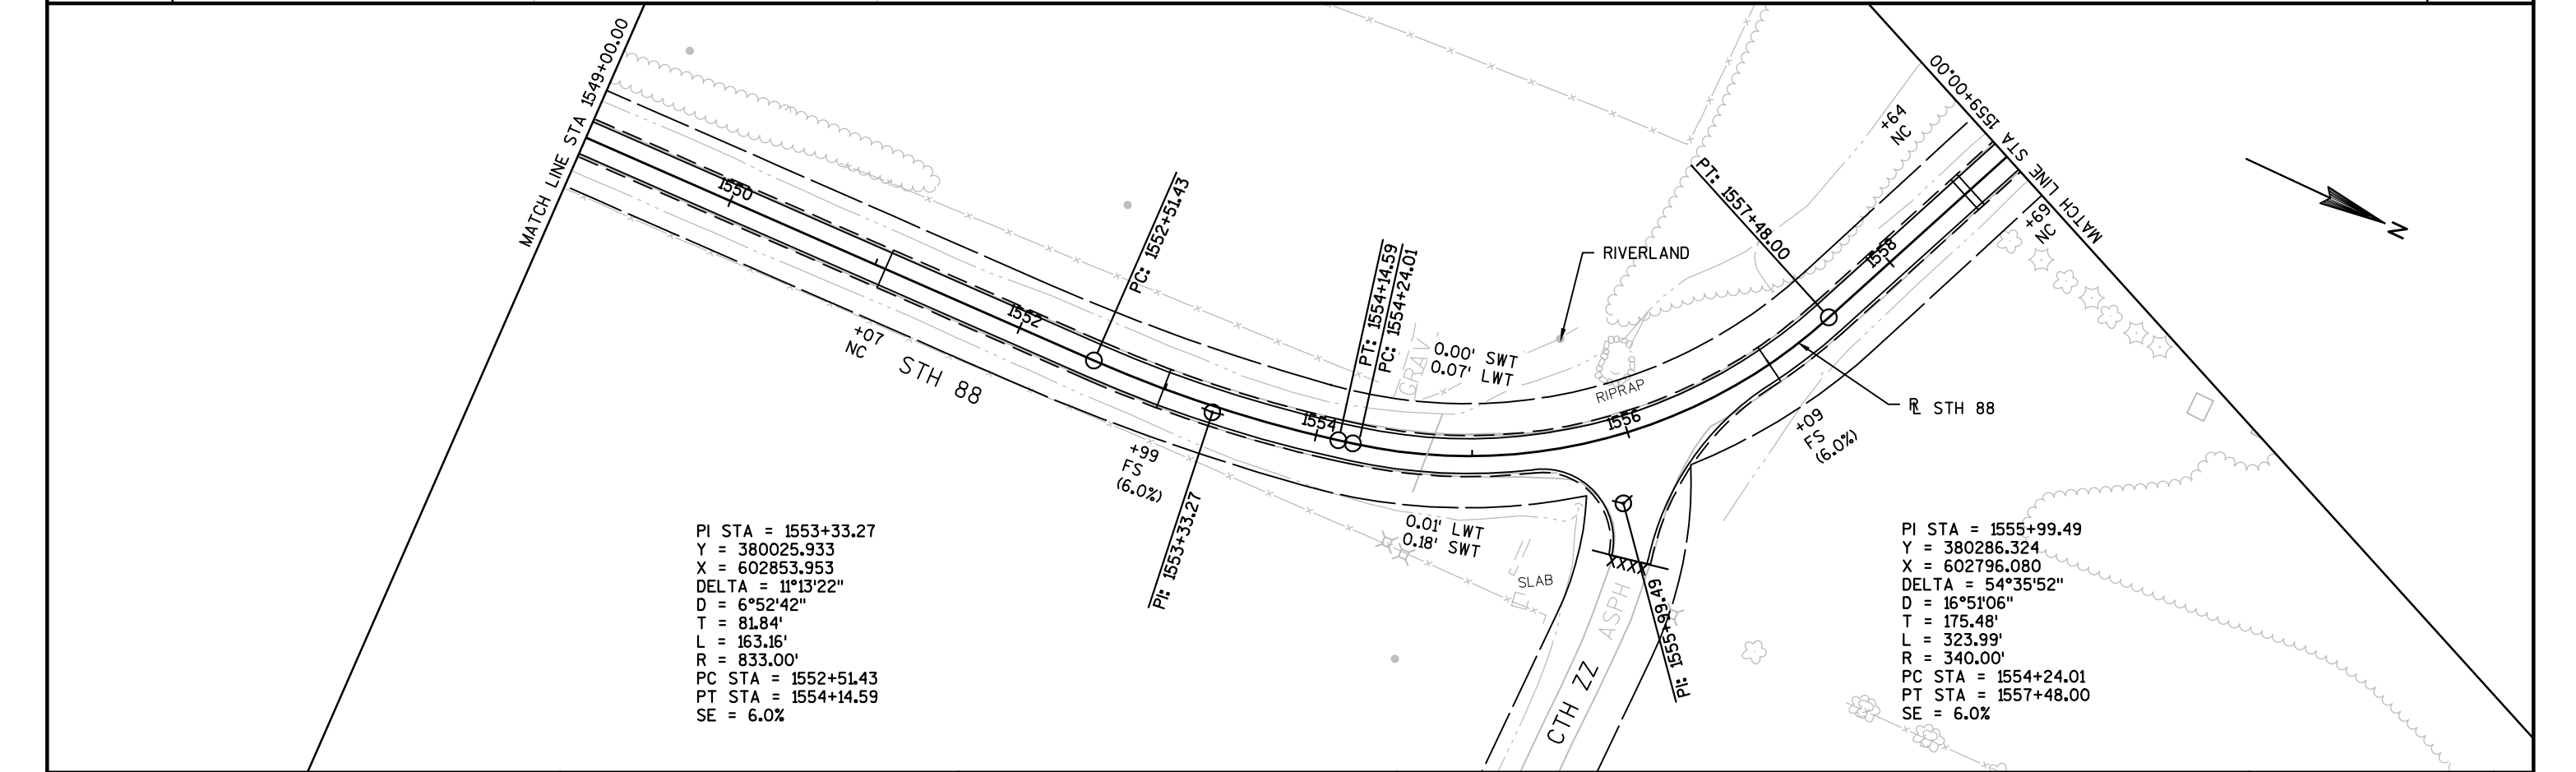 MATCH LINE STA 1549+00.00
1550
1552
PC: 1552+51.43
+07
NC
STH 88
+99
FS
(6.0%)
PI: 1553+33.27
1554
PT: 1554+14.59
PC: 1554+24.01
GRAV
0.00' SWT
0.07' LWT
0.01' LWT
0.18' SWT
RIVERLAND
RIPRAP
1556
SLAB
XXXX
ASPH
CTH ZZ
PI: 1555+99.49
PT: 1557+48.00
1558
+64
NC
+69
NC
MATCH LINE STA 1559+00.00
STH 88
+09
FS
(6.0%)
N
PI STA = 1553+33.27
Y = 380025.933
X = 602853.953
DELTA = 11°13'22"
D = 6°52'42"
T = 81.84'
L = 163.16'
R = 833.00'
PC STA = 1552+51.43
PT STA = 1554+14.59
SE = 6.0%
PI STA = 1555+99.49
Y = 380286.324
X = 602796.080
DELTA = 54°35'52"
D = 16°51'06"
T = 175.48'
L = 323.99'
R = 340.00'
PC STA = 1554+24.01
PT STA = 1557+48.00
SE = 6.0%